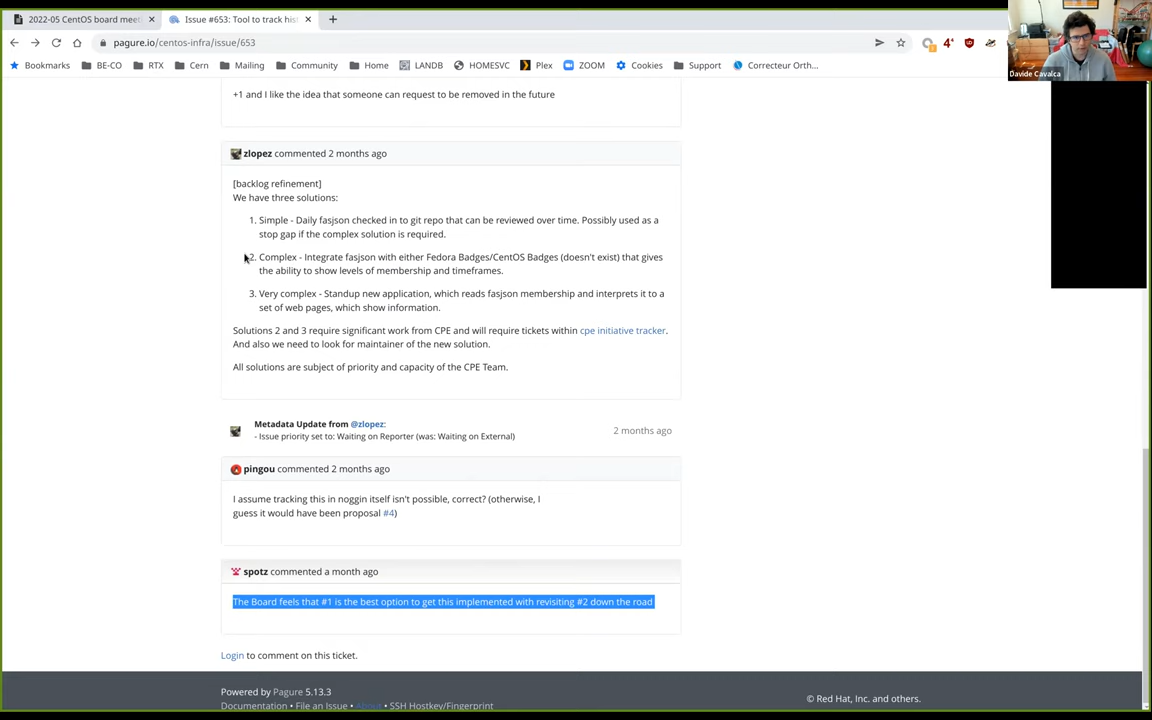 2022-05 CentOS board meet
Issue #653: Tool to track his
pagure.io/centos-infra/issue/653
Bookmarks BE-CO RTX Cern Mailing Community Home LANDB HOMESVC Plex ZOOM Cookies Support Correcteur Orth...
Davide Cavalca
+1 and I like the idea that someone can request to be removed in the future
zlopez commented 2 months ago
[backlog refinement]
We have three solutions:
1. Simple - Daily fasjson checked in to git repo that can be reviewed over time. Possibly used as a
stop gap if the complex solution is required.
2. Complex - Integrate fasjson with either Fedora Badges/CentOS Badges (doesn't exist) that gives
the ability to show levels of membership and timeframes.
3. Very complex - Standup new application, which reads fasjson membership and interprets it to a
set of web pages, which show information.
Solutions 2 and 3 require significant work from CPE and will require tickets within cpe initiative tracker.
And also we need to look for maintainer of the new solution.
All solutions are subject of priority and capacity of the CPE Team.
Metadata Update from @zlopez:
- Issue priority set to: Waiting on Reporter (was: Waiting on External)
2 months ago
pingou commented 2 months ago
I assume tracking this in noggin itself isn't possible, correct? (otherwise, I
guess it would have been proposal #4)
spotz commented a month ago
The Board feels that #1 is the best option to get this implemented with revisiting #2 down the road
Login to comment on this ticket.
Powered by Pagure 5.13.3
Documentation • File an Issue • About • SSH Hostkey/Fingerprint
© Red Hat, Inc. and others.